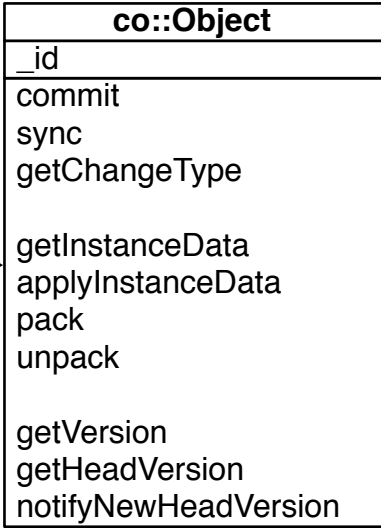 co::Object
_id
commit
sync
getChangeType
getInstanceData
applyInstanceData
pack
unpack
getVersion
getHeadVersion
notifyNewHeadVersion